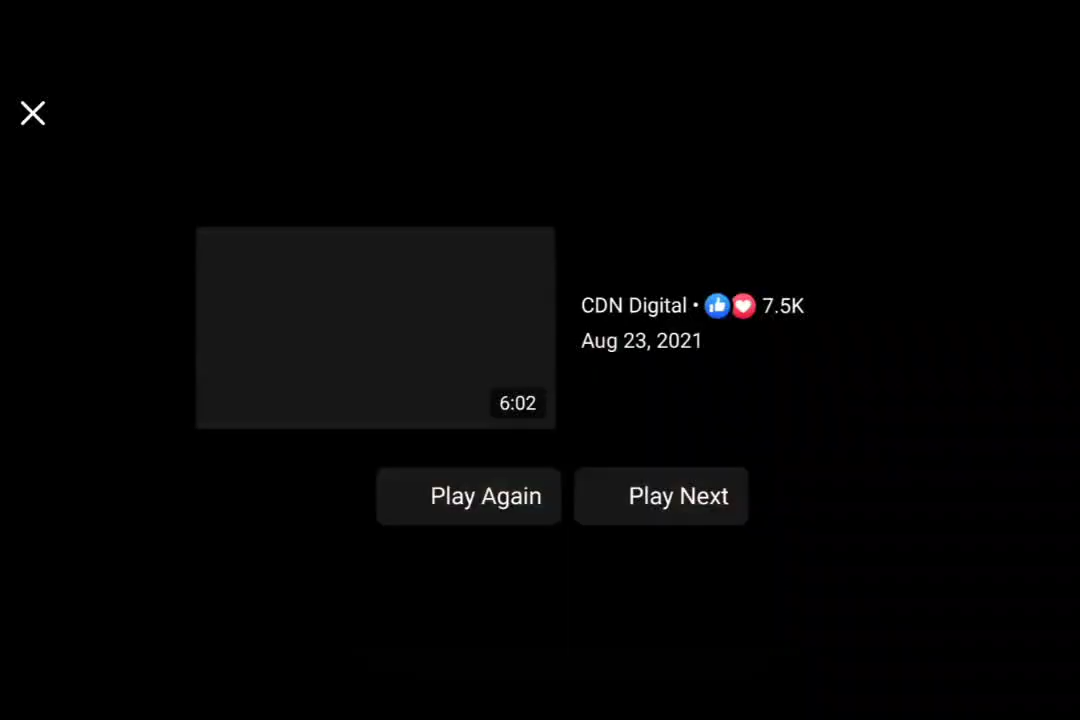 CDN Digital • 7.5K
Aug 23, 2021
6:02
Play Again
Play Next